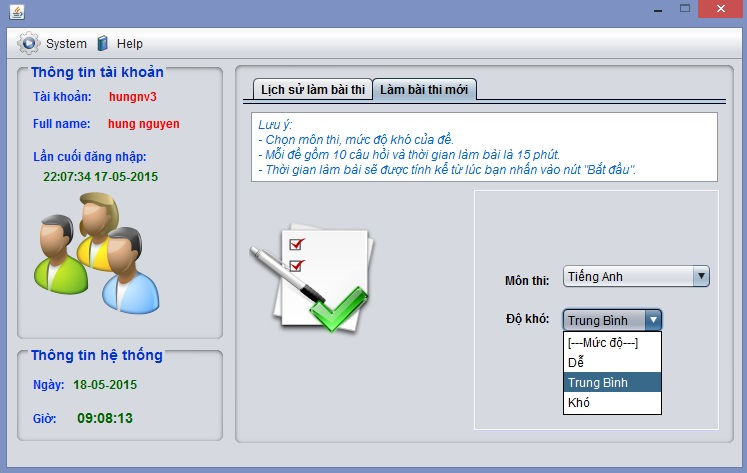 System Help
Thông tin tài khoản
Tài khoản: hungnv3
Full name: hung nguyen
Lần cuối đăng nhập:
22:07:34 17-05-2015
Thông tin hệ thống
Ngày: 18-05-2015
Giờ: 09:08:13
Lịch sử làm bài thi Làm bài thi mới
Lưu ý:
- Chọn môn thi, mức độ khó của đề.
- Mỗi đề gồm 10 câu hỏi và thời gian làm bài là 15 phút.
- Thời gian làm bài sẽ được tính kể từ lúc bạn nhấn vào nút "Bắt đầu".
Môn thi: Tiếng Anh
Độ khó: Trung Bình
[---Mức độ---]
Dễ
Trung Bình
Khó